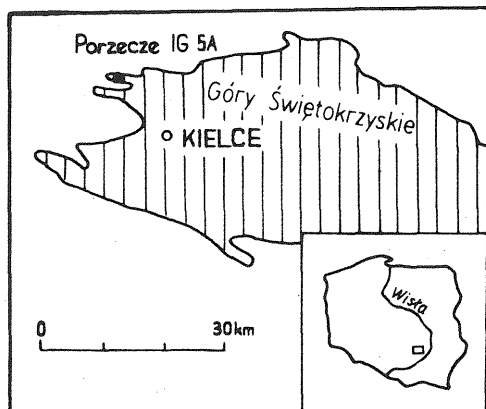 Porzecze IG 5A
Góry Świętokrzyskie
KIELCE
Wisła
0 30km